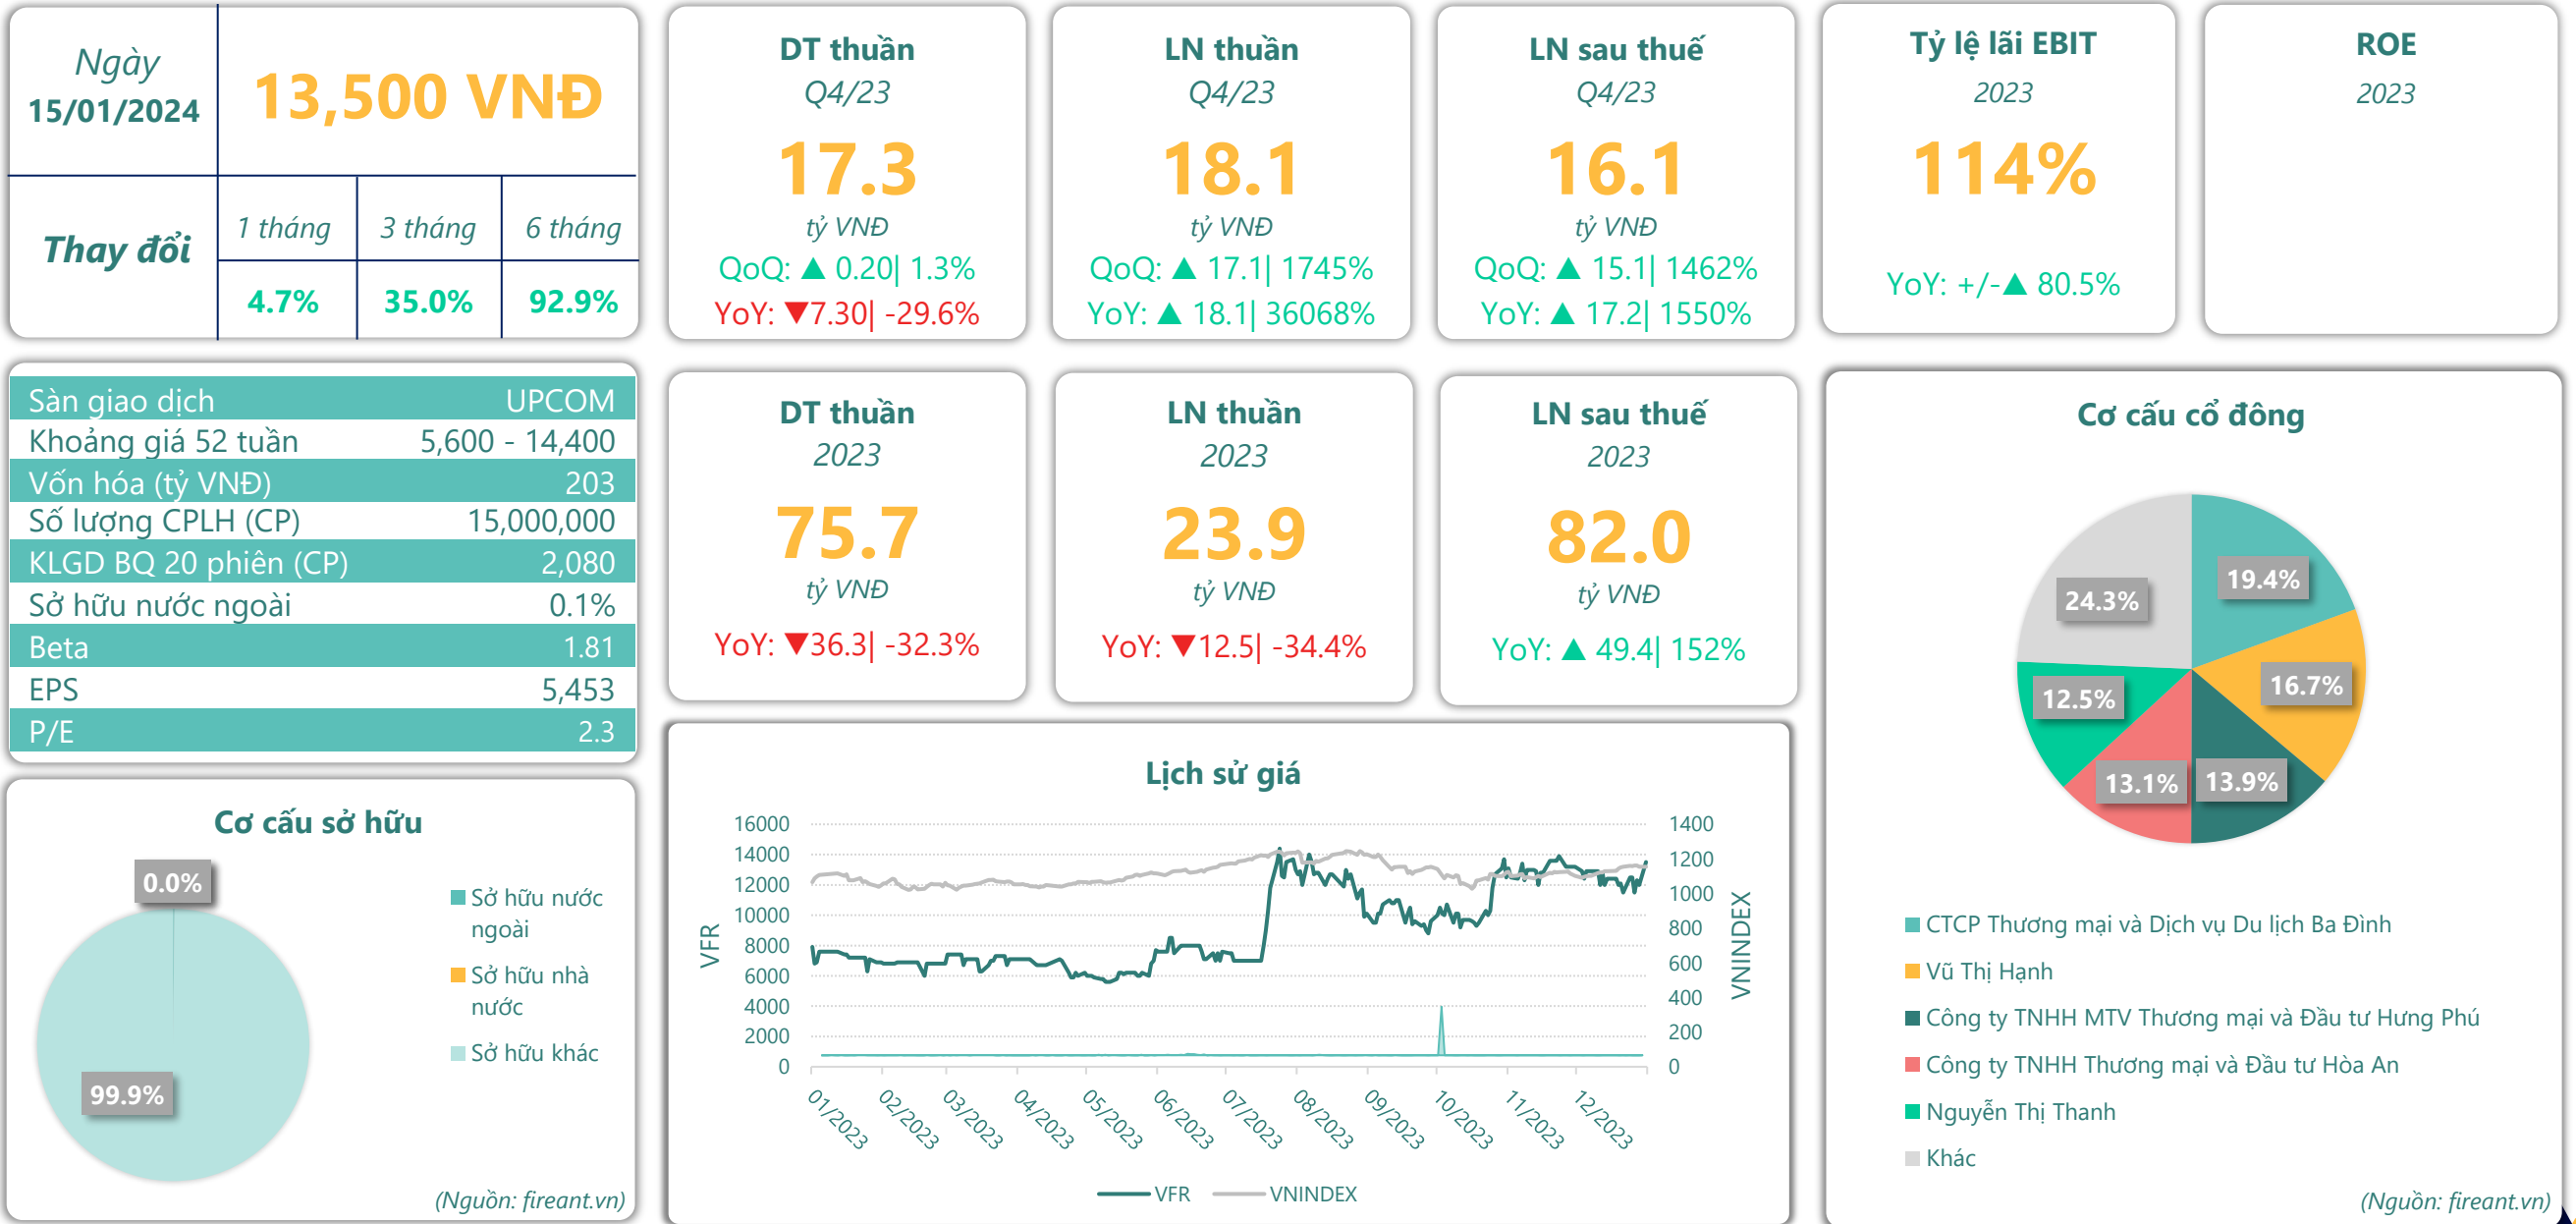 Ngày
15/01/2024
13,500 VNĐ
Thay đổi
1 tháng
3 tháng
6 tháng
4.7%
35.0%
92.9%
DT thuần
Q4/23
17.3
tỷ VNĐ
QoQ: ▲ 0.20| 1.3%
YoY: ▼7.30| -29.6%
LN thuần
Q4/23
18.1
tỷ VNĐ
QoQ: ▲ 17.1| 1745%
YoY: ▲ 18.1| 36068%
LN sau thuế
Q4/23
16.1
tỷ VNĐ
QoQ: ▲ 15.1| 1462%
YoY: ▲ 17.2| 1550%
Tỷ lệ lãi EBIT
2023
114%
YoY: +/-▲ 80.5%
ROE
2023
Sàn giao dịch UPCOM
Khoảng giá 52 tuần 5,600 - 14,400
Vốn hóa (tỷ VNĐ) 203
Số lượng CPLH (CP) 15,000,000
KLGD BQ 20 phiên (CP) 2,080
Sở hữu nước ngoài 0.1%
Beta 1.81
EPS 5,453
P/E 2.3
DT thuần
2023
75.7
tỷ VNĐ
YoY: ▼36.3| -32.3%
LN thuần
2023
23.9
tỷ VNĐ
YoY: ▼12.5| -34.4%
LN sau thuế
2023
82.0
tỷ VNĐ
YoY: ▲ 49.4| 152%
Cơ cấu sở hữu
0.0%
99.9%
Sở hữu nước
ngoài
Sở hữu nhà
nước
Sở hữu khác
(Nguồn: fireant.vn)
Lịch sử giá
VFR
16000
14000
12000
10000
8000
6000
4000
2000
0
1400
1200
1000
800
600
400
200
0
VNINDEX
01/2023
02/2023
03/2023
04/2023
05/2023
06/2023
07/2023
08/2023
09/2023
10/2023
11/2023
12/2023
VFR
VNINDEX
Cơ cấu cổ đông
19.4%
16.7%
13.9%
13.1%
12.5%
24.3%
CTCP Thương mại và Dịch vụ Du lịch Ba Đình
Vũ Thị Hạnh
Công ty TNHH MTV Thương mại và Đầu tư Hưng Phú
Công ty TNHH Thương mại và Đầu tư Hòa An
Nguyễn Thị Thanh
Khác
(Nguồn: fireant.vn)